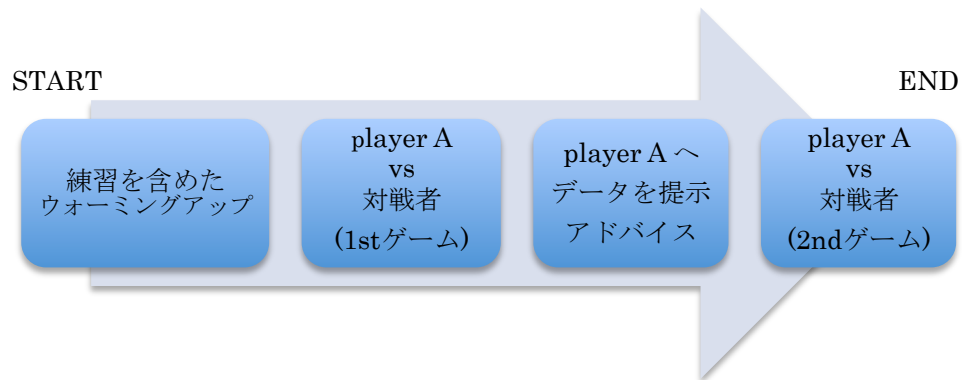 START
END
練習を含めた
ウォーミングアップ
player A
vs
対戦者
(1stゲーム)
player A へ
データを提示
アドバイス
player A
vs
対戦者
(2ndゲーム)